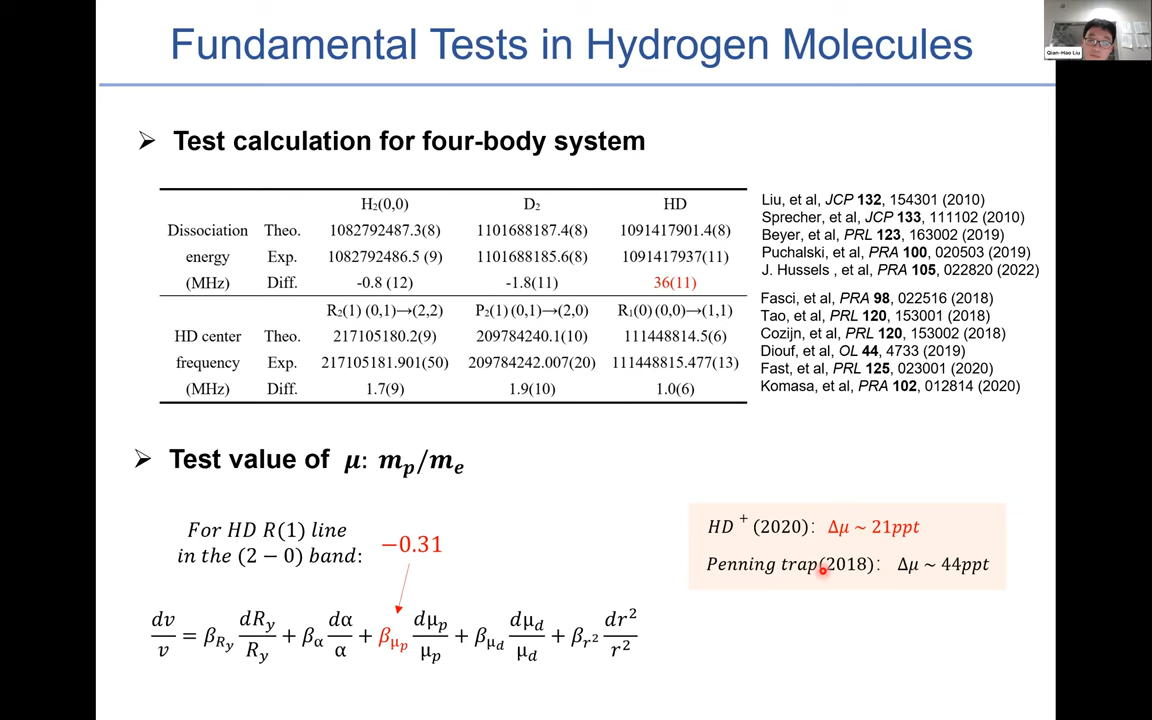 Fundamental Tests in Hydrogen Molecules
Qian-Hao Liu
➢ Test calculation for four-body system
H₂(0,0) D₂ HD
Dissociation Theo. 1082792487.3(8) 1101688187.4(8) 1091417901.4(8)
energy Exp. 1082792486.5 (9) 1101688185.6(8) 1091417937(11)
(MHz) Diff. -0.8 (12) -1.8(11) 36(11)
R₂(1) (0,1)→(2,2) P₂(1) (0,1)→(2,0) R₁(0) (0,0)→(1,1)
HD center Theo. 217105180.2(9) 209784240.1(10) 111448814.5(6)
frequency Exp. 217105181.901(50) 209784242.007(20) 111448815.477(13)
(MHz) Diff. 1.7(9) 1.9(10) 1.0(6)
Liu, et al, JCP 132, 154301 (2010)
Sprecher, et al, JCP 133, 111102 (2010)
Beyer, et al, PRL 123, 163002 (2019)
Puchalski, et al, PRA 100, 020503 (2019)
J. Hussels , et al, PRA 105, 022820 (2022)
Fasci, et al, PRA 98, 022516 (2018)
Tao, et al, PRL 120, 153001 (2018)
Cozijn, et al, PRL 120, 153002 (2018)
Diouf, et al, OL 44, 4733 (2019)
Fast, et al, PRL 125, 023001 (2020)
Komasa, et al, PRA 102, 012814 (2020)
➢ Test value of μ: m_p/m_e
For HD R(1) line
in the (2 − 0) band:
−0.31
HD⁺(2020): Δμ ~ 21ppt
Penning trap(2018): Δμ ~ 44ppt
dν/ν = β_Ry dR_y/R_y + β_α dα/α + β_μp dμ_p/μ_p + β_μd dμ_d/μ_d + β_r² dr²/r²